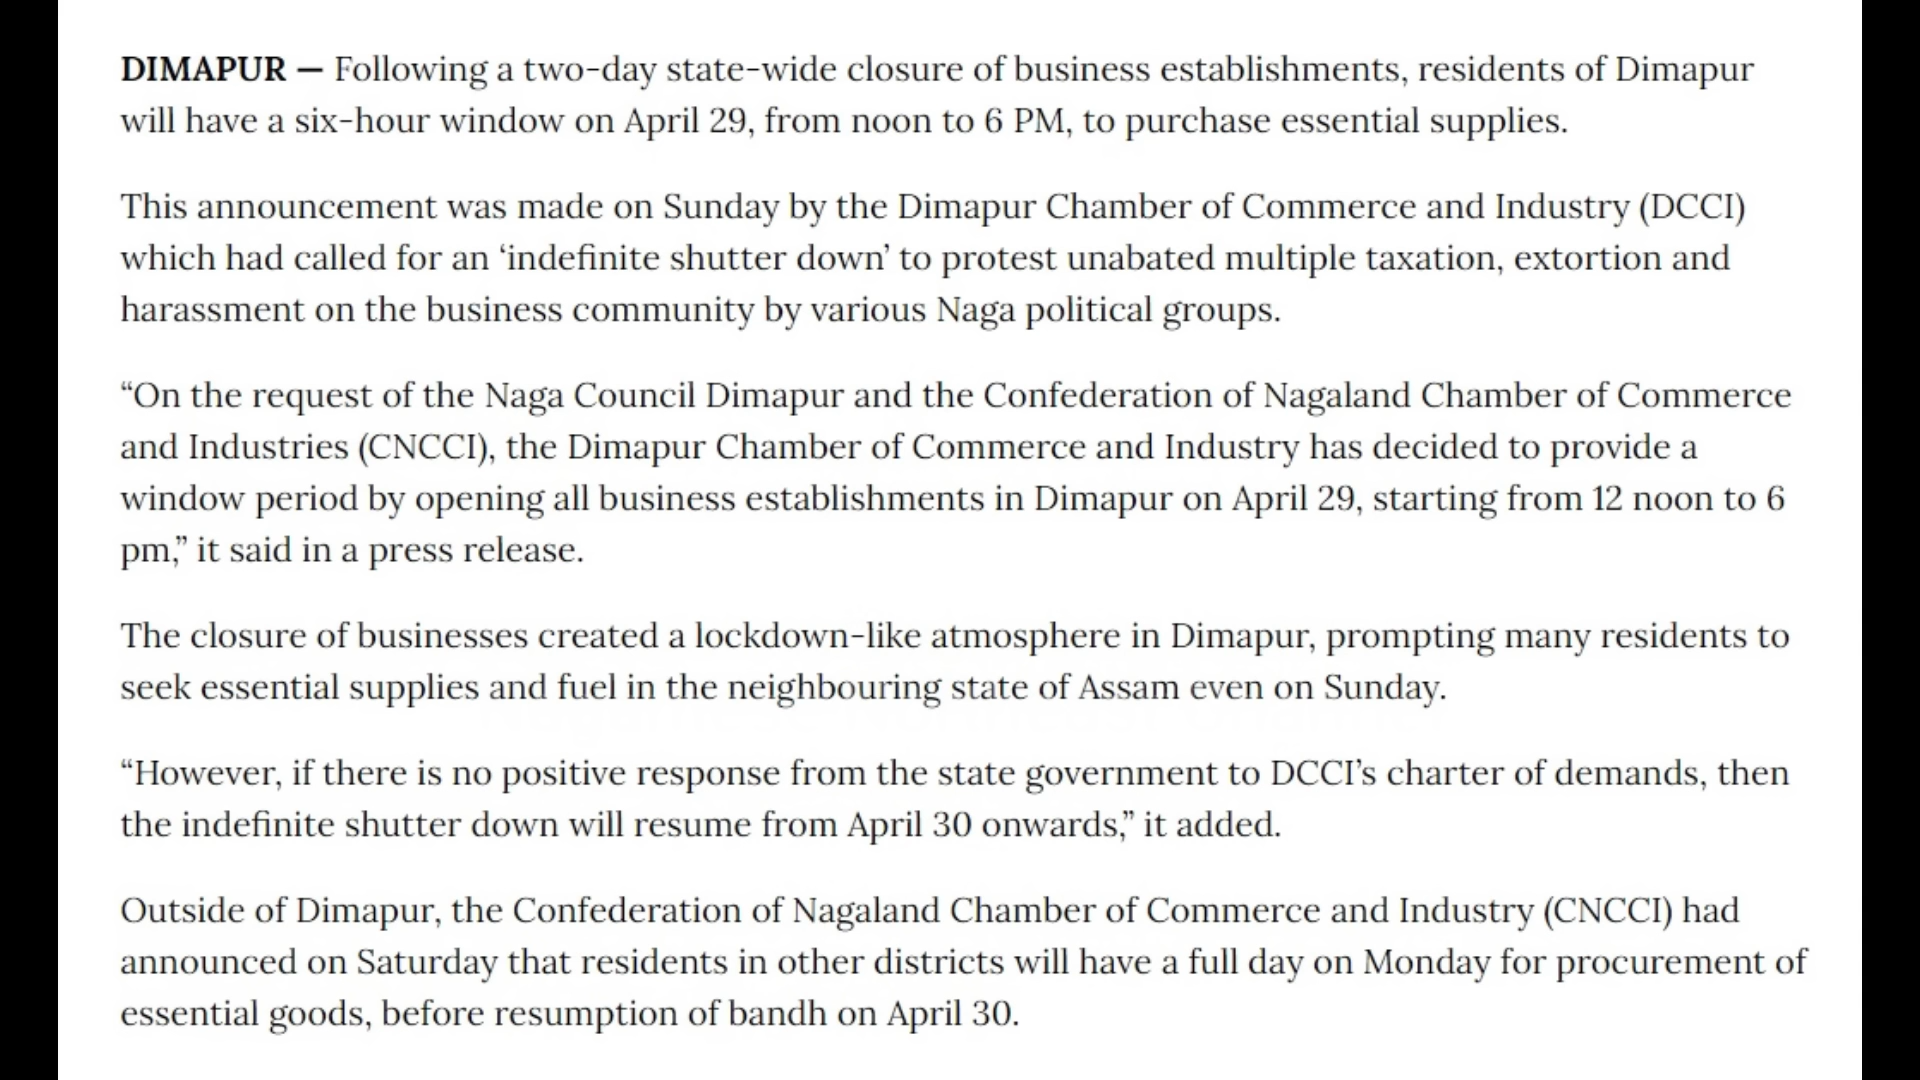 DIMAPUR — Following a two-day state-wide closure of business establishments, residents of Dimapur
will have a six-hour window on April 29, from noon to 6 PM, to purchase essential supplies.
This announcement was made on Sunday by the Dimapur Chamber of Commerce and Industry (DCCI)
which had called for an ‘indefinite shutter down’ to protest unabated multiple taxation, extortion and
harassment on the business community by various Naga political groups.
“On the request of the Naga Council Dimapur and the Confederation of Nagaland Chamber of Commerce
and Industries (CNCCI), the Dimapur Chamber of Commerce and Industry has decided to provide a
window period by opening all business establishments in Dimapur on April 29, starting from 12 noon to 6
pm,” it said in a press release.
The closure of businesses created a lockdown-like atmosphere in Dimapur, prompting many residents to
seek essential supplies and fuel in the neighbouring state of Assam even on Sunday.
“However, if there is no positive response from the state government to DCCI’s charter of demands, then
the indefinite shutter down will resume from April 30 onwards,” it added.
Outside of Dimapur, the Confederation of Nagaland Chamber of Commerce and Industry (CNCCI) had
announced on Saturday that residents in other districts will have a full day on Monday for procurement of
essential goods, before resumption of bandh on April 30.